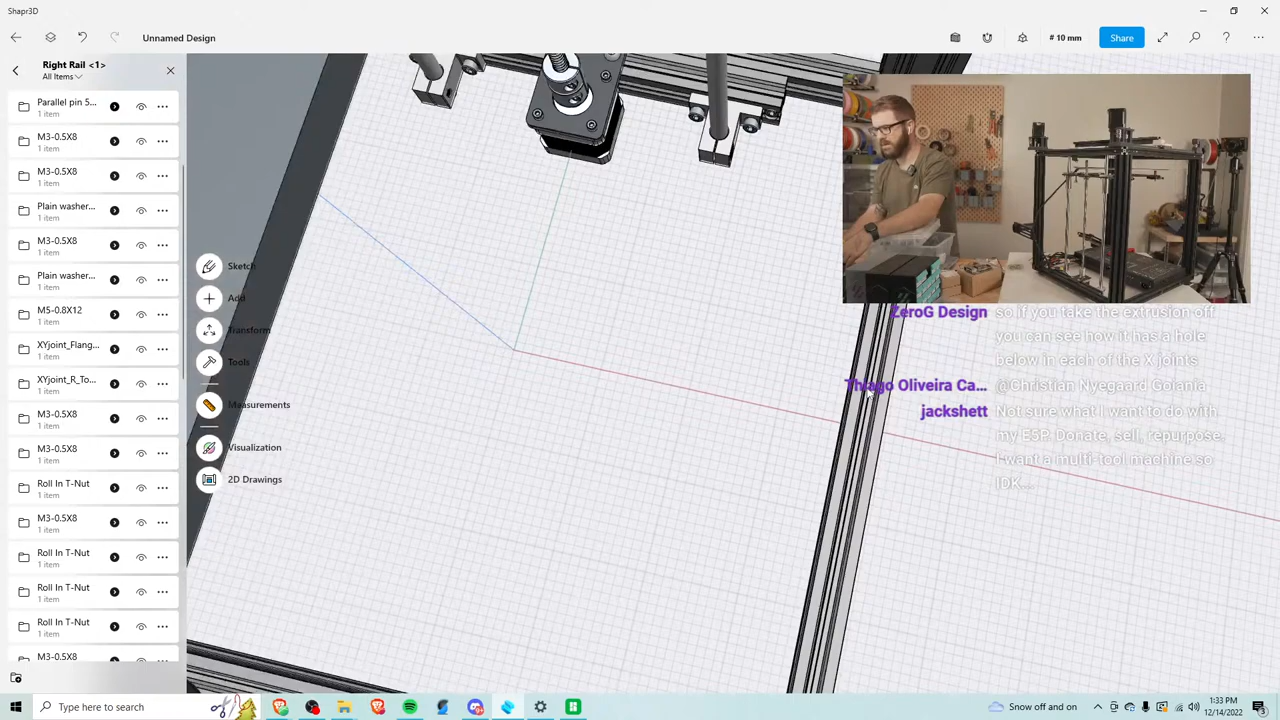 Shapr3D
Unnamed Design
# 10 mm
Share
?
Right Rail <1>
All Items
Parallel pin 5...
1 item
M3-0.5X8
1 item
M3-0.5X8
1 item
Plain washer...
1 item
M3-0.5X8
1 item
Plain washer...
1 item
M5-0.8X12
1 item
XYjoint_Flang...
1 item
XYjoint_R_To...
1 item
M3-0.5X8
1 item
M3-0.5X8
1 item
Roll In T-Nut
1 item
M3-0.5X8
1 item
Roll In T-Nut
1 item
Roll In T-Nut
1 item
Roll In T-Nut
1 item
M3-0.5X8
Sketch
Add
Transform
Tools
Measurements
Visualization
2D Drawings
ZeroG Design so if you take the extrusion off
you can see how it has a hole
below in each of the X joints
Thiago Oliveira Ca... @Christian Nyegaard Goiania
jackshett Not sure what I want to do with
my E5P. Donate, sell, repurpose.
I want a multi-tool machine so
IDK...
Type here to search
Snow off and on
1:33 PM
12/14/2022